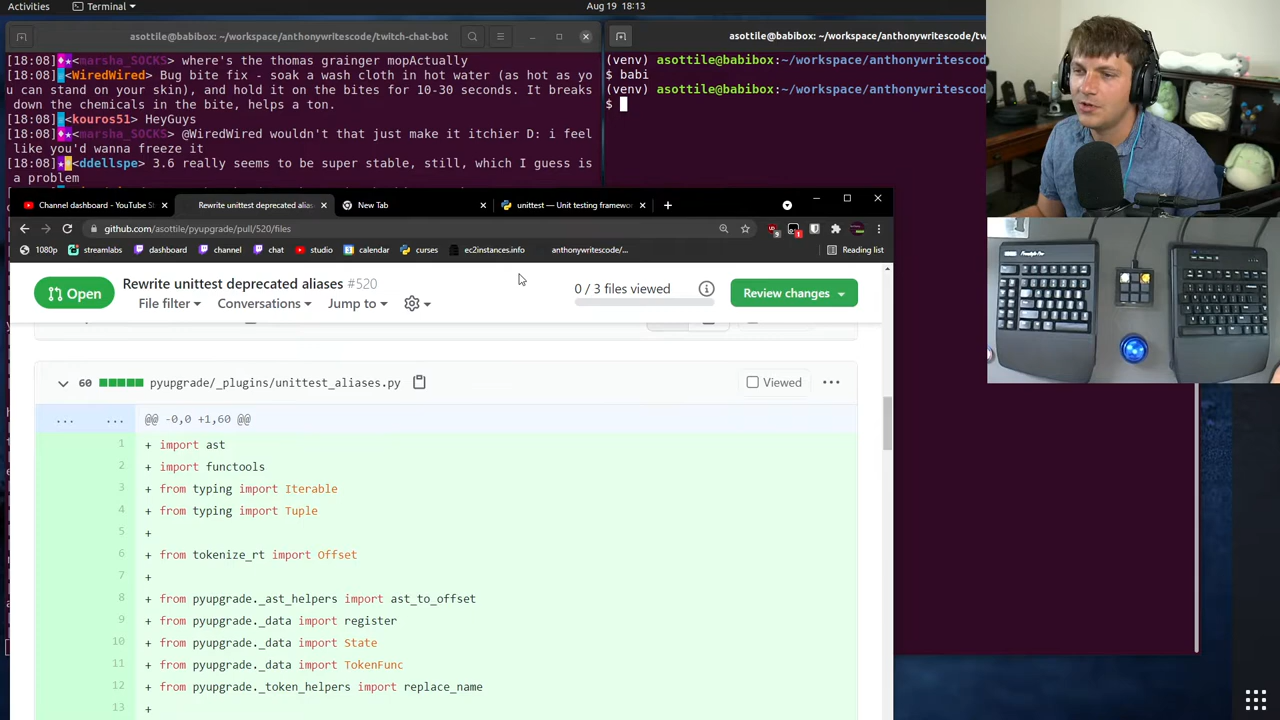 Activities
Terminal
Aug 19 18:13
asottile@babibox: ~/workspace/anthonywritescode/twitch-chat-bot
asottile@babibox: ~/workspace/anthonywritescode/tw
[18:08] <marsha_SOCKS> where's the thomas grainger mopActually
[18:08] <WiredWired> Bug bite fix - soak a wash cloth in hot water (as hot as yo
u can stand on your skin), and hold it on the bites for 10-30 seconds. It breaks
down the chemicals in the bite, helps a ton.
[18:08] <kouros51> HeyGuys
[18:08] <marsha_SOCKS> @WiredWired wouldn't that just make it itchier D: i feel
like you'd wanna freeze it
[18:08] <ddellspe> 3.6 really seems to be super stable, still, which I guess is
a problem
(venv) asottile@babibox:~/workspace/anthonywritescod
$ babi
(venv) asottile@babibox:~/workspace/anthonywritescod
$
Channel dashboard - YouTube S
Rewrite unittest deprecated alias
New Tab
unittest — Unit testing framewo
github.com/asottile/pyupgrade/pull/520/files
1080p
streamlabs
dashboard
channel
chat
studio
calendar
curses
ec2instances.info
anthonywritescode/...
Reading list
Open
Rewrite unittest deprecated aliases #520
File filter
Conversations
Jump to
0 / 3 files viewed
Review changes
60
pyupgrade/_plugins/unittest_aliases.py
Viewed
... ... @@ -0,0 +1,60 @@
1 + import ast
2 + import functools
3 + from typing import Iterable
4 + from typing import Tuple
5 +
6 + from tokenize_rt import Offset
7 +
8 + from pyupgrade._ast_helpers import ast_to_offset
9 + from pyupgrade._data import register
10 + from pyupgrade._data import State
11 + from pyupgrade._data import TokenFunc
12 + from pyupgrade._token_helpers import replace_name
13 +